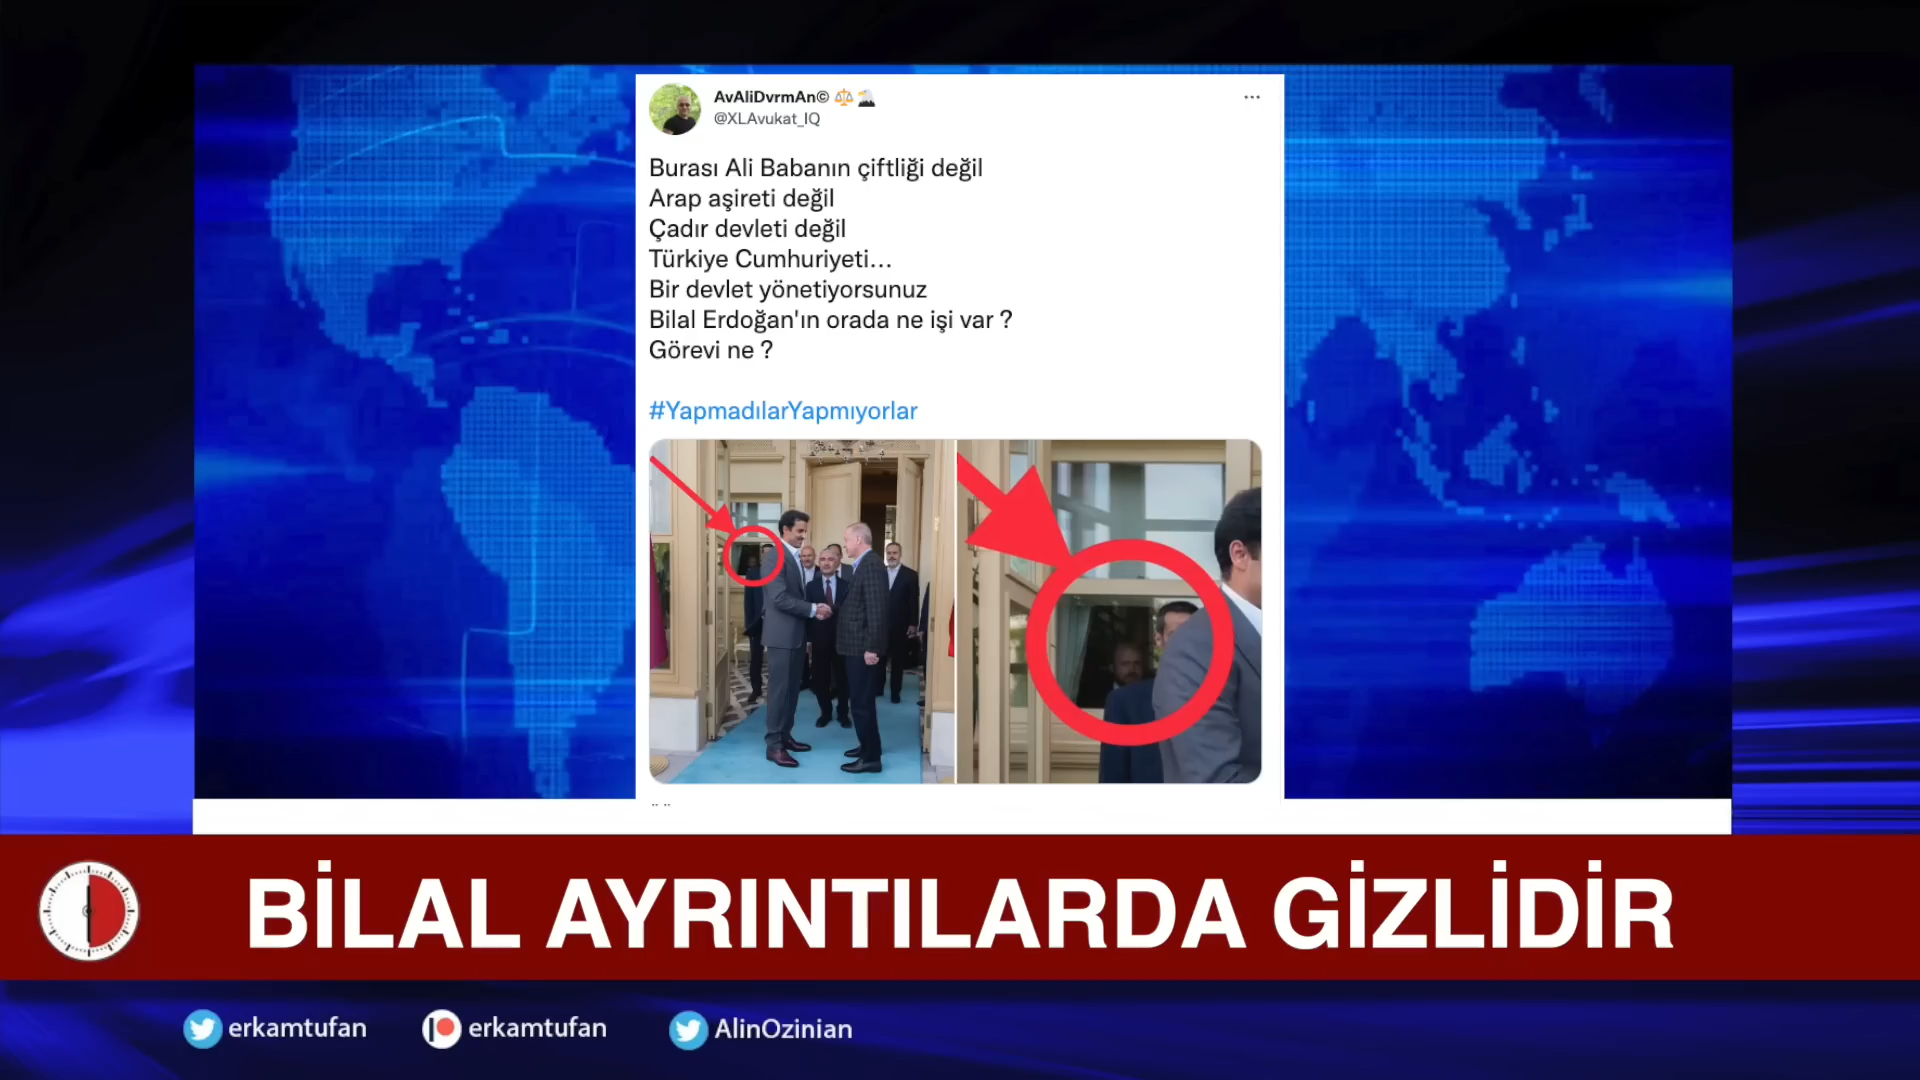 AvAliDvrmAn©
@XLAvukat_IQ
Burası Ali Babanın çiftliği değil
Arap aşireti değil
Çadır devleti değil
Türkiye Cumhuriyeti...
Bir devlet yönetiyorsunuz
Bilal Erdoğan'ın orada ne işi var ?
Görevi ne ?
#YapmadılarYapmıyorlar
BİLAL AYRINTILARDA GİZLİDİR
erkamtufan
erkamtufan
AlinOzinian